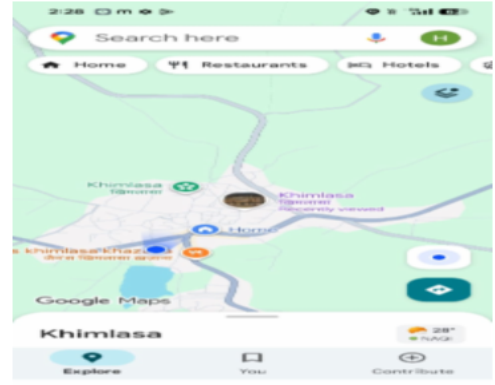 2:28
Search here
H
Home
Restaurants
Hotels
Khimlasa
Khimlasa
Recently viewed
Home
Google Maps
Khimlasa
28°
Explore
You
Contribute